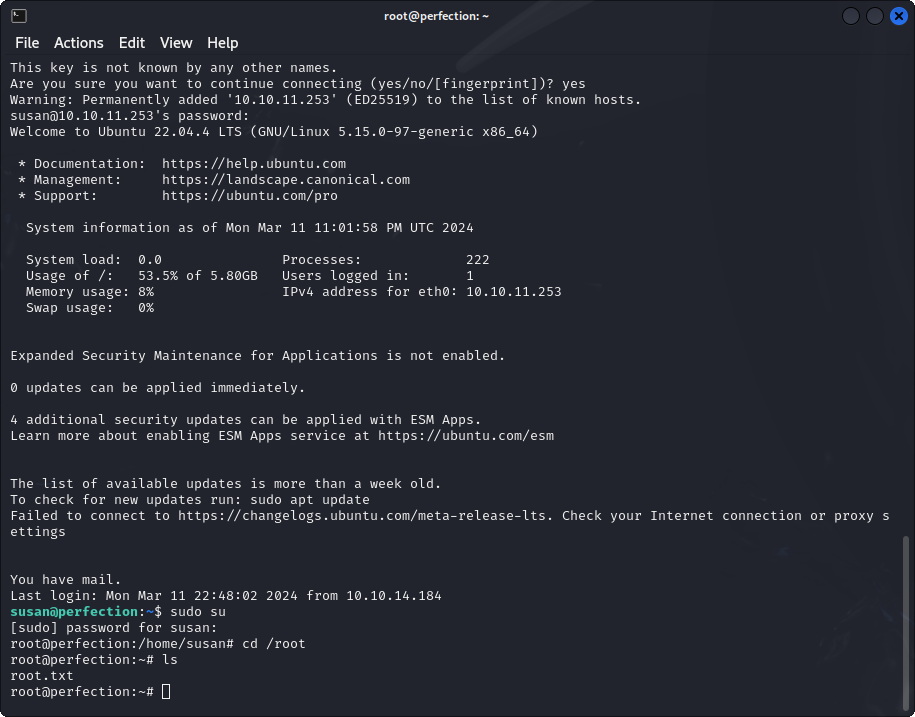 root@perfection: ~
File Actions Edit View Help
This key is not known by any other names.
Are you sure you want to continue connecting (yes/no/[fingerprint])? yes
Warning: Permanently added '10.10.11.253' (ED25519) to the list of known hosts.
susan@10.10.11.253's password:
Welcome to Ubuntu 22.04.4 LTS (GNU/Linux 5.15.0-97-generic x86_64)
* Documentation:  https://help.ubuntu.com
* Management:     https://landscape.canonical.com
* Support:        https://ubuntu.com/pro
System information as of Mon Mar 11 11:01:58 PM UTC 2024
System load:  0.0               Processes:             222
Usage of /:   53.5% of 5.80GB   Users logged in:       1
Memory usage: 8%                IPv4 address for eth0: 10.10.11.253
Swap usage:   0%
Expanded Security Maintenance for Applications is not enabled.
0 updates can be applied immediately.
4 additional security updates can be applied with ESM Apps.
Learn more about enabling ESM Apps service at https://ubuntu.com/esm
The list of available updates is more than a week old.
To check for new updates run: sudo apt update
Failed to connect to https://changelogs.ubuntu.com/meta-release-lts. Check your Internet connection or proxy s
ettings
You have mail.
Last login: Mon Mar 11 22:48:02 2024 from 10.10.14.184
susan@perfection:~$ sudo su
[sudo] password for susan:
root@perfection:/home/susan# cd /root
root@perfection:~# ls
root.txt
root@perfection:~#